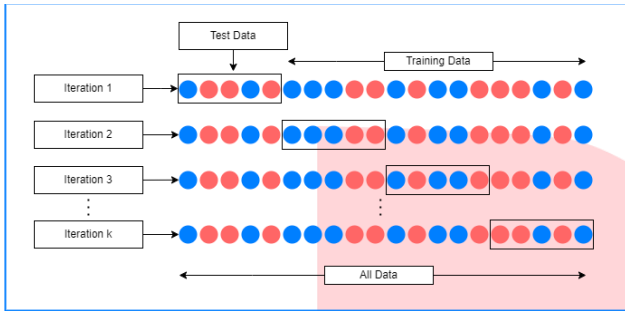 Test Data
Training Data
Iteration 1
Iteration 2
Iteration 3
Iteration k
All Data